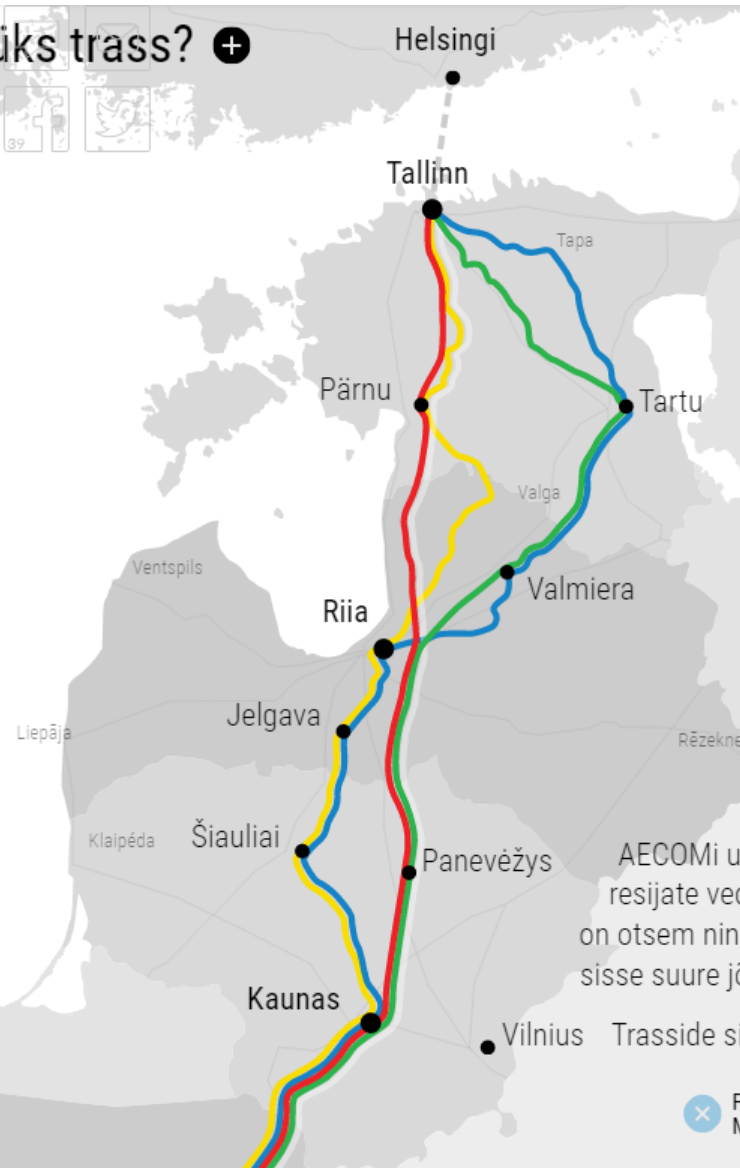 üks trass?
Helsingi
39
Tallinn
Tapa
Pärnu
Tartu
Valga
Ventspils
Valmiera
Riia
Jelgava
Liepāja
Rēzekne
Klaipéda
Šiauliai
AECOMi u
Panevėžys
resijate ved
on otsem nin
sisse suure jõ
Kaunas
Vilnius
Trasside si